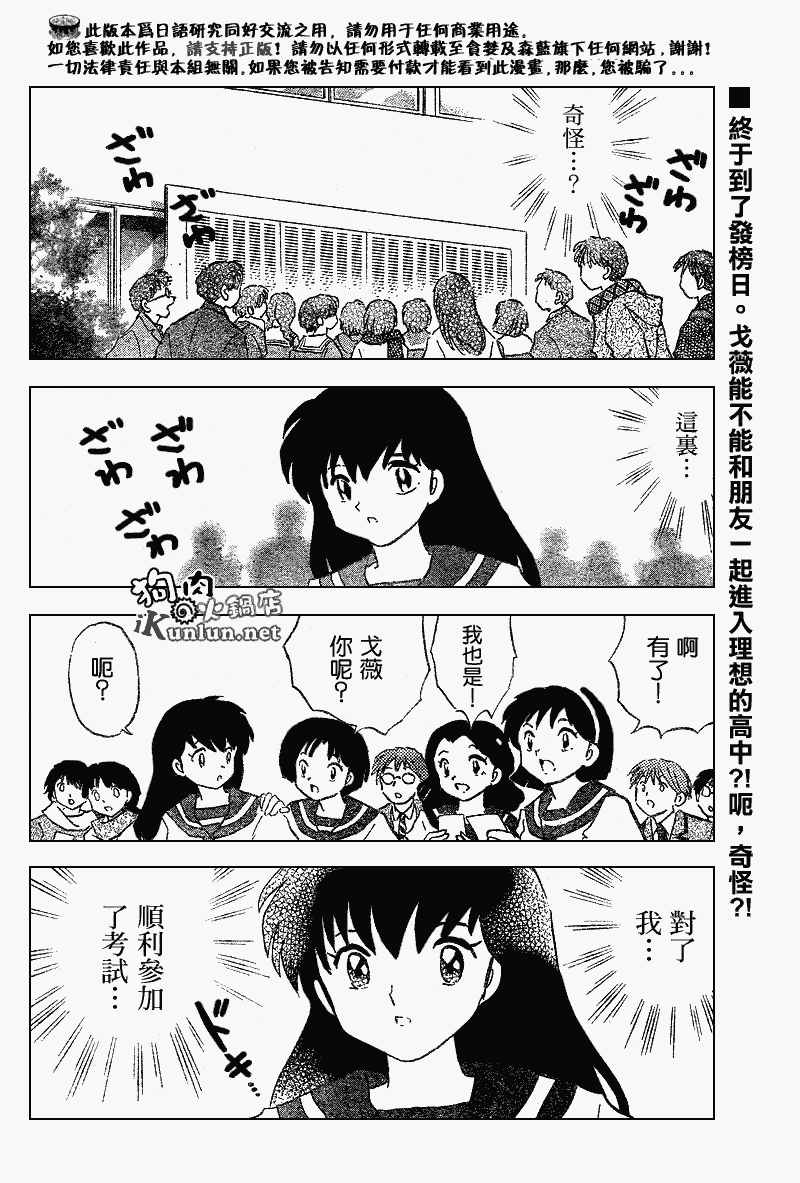 此版本爲日語研究同好交流之用，請勿用于任何商業用途。
如您喜歡此作品，請支持正版！請勿以任何形式轉載至貪婪及森藍旗下任何網站，謝謝！
一切法律責任與本組無關。如果您被告知需要付款才能看到此漫畫，那麼，您被騙了...
■終于到了發榜日。戈薇能不能和朋友一起進入理想的高中?!呃，奇怪?!
奇怪…?
ざわ
ざわ
ざわ
ざわ
這裏…
ざわ
ざわ
ざわ
狗肉火鍋店
iKunlun.net
啊
有了!
我也是!
戈薇
你呢?
呃?
對了
我…
順利參加
了考試…
ドキ…